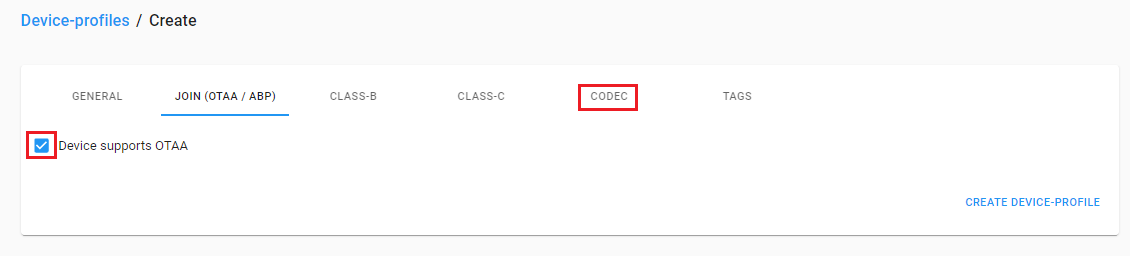 Device-profiles / Create
GENERAL JOIN (OTAA / ABP) CLASS-B CLASS-C CODEC TAGS
Device supports OTAA
CREATE DEVICE-PROFILE